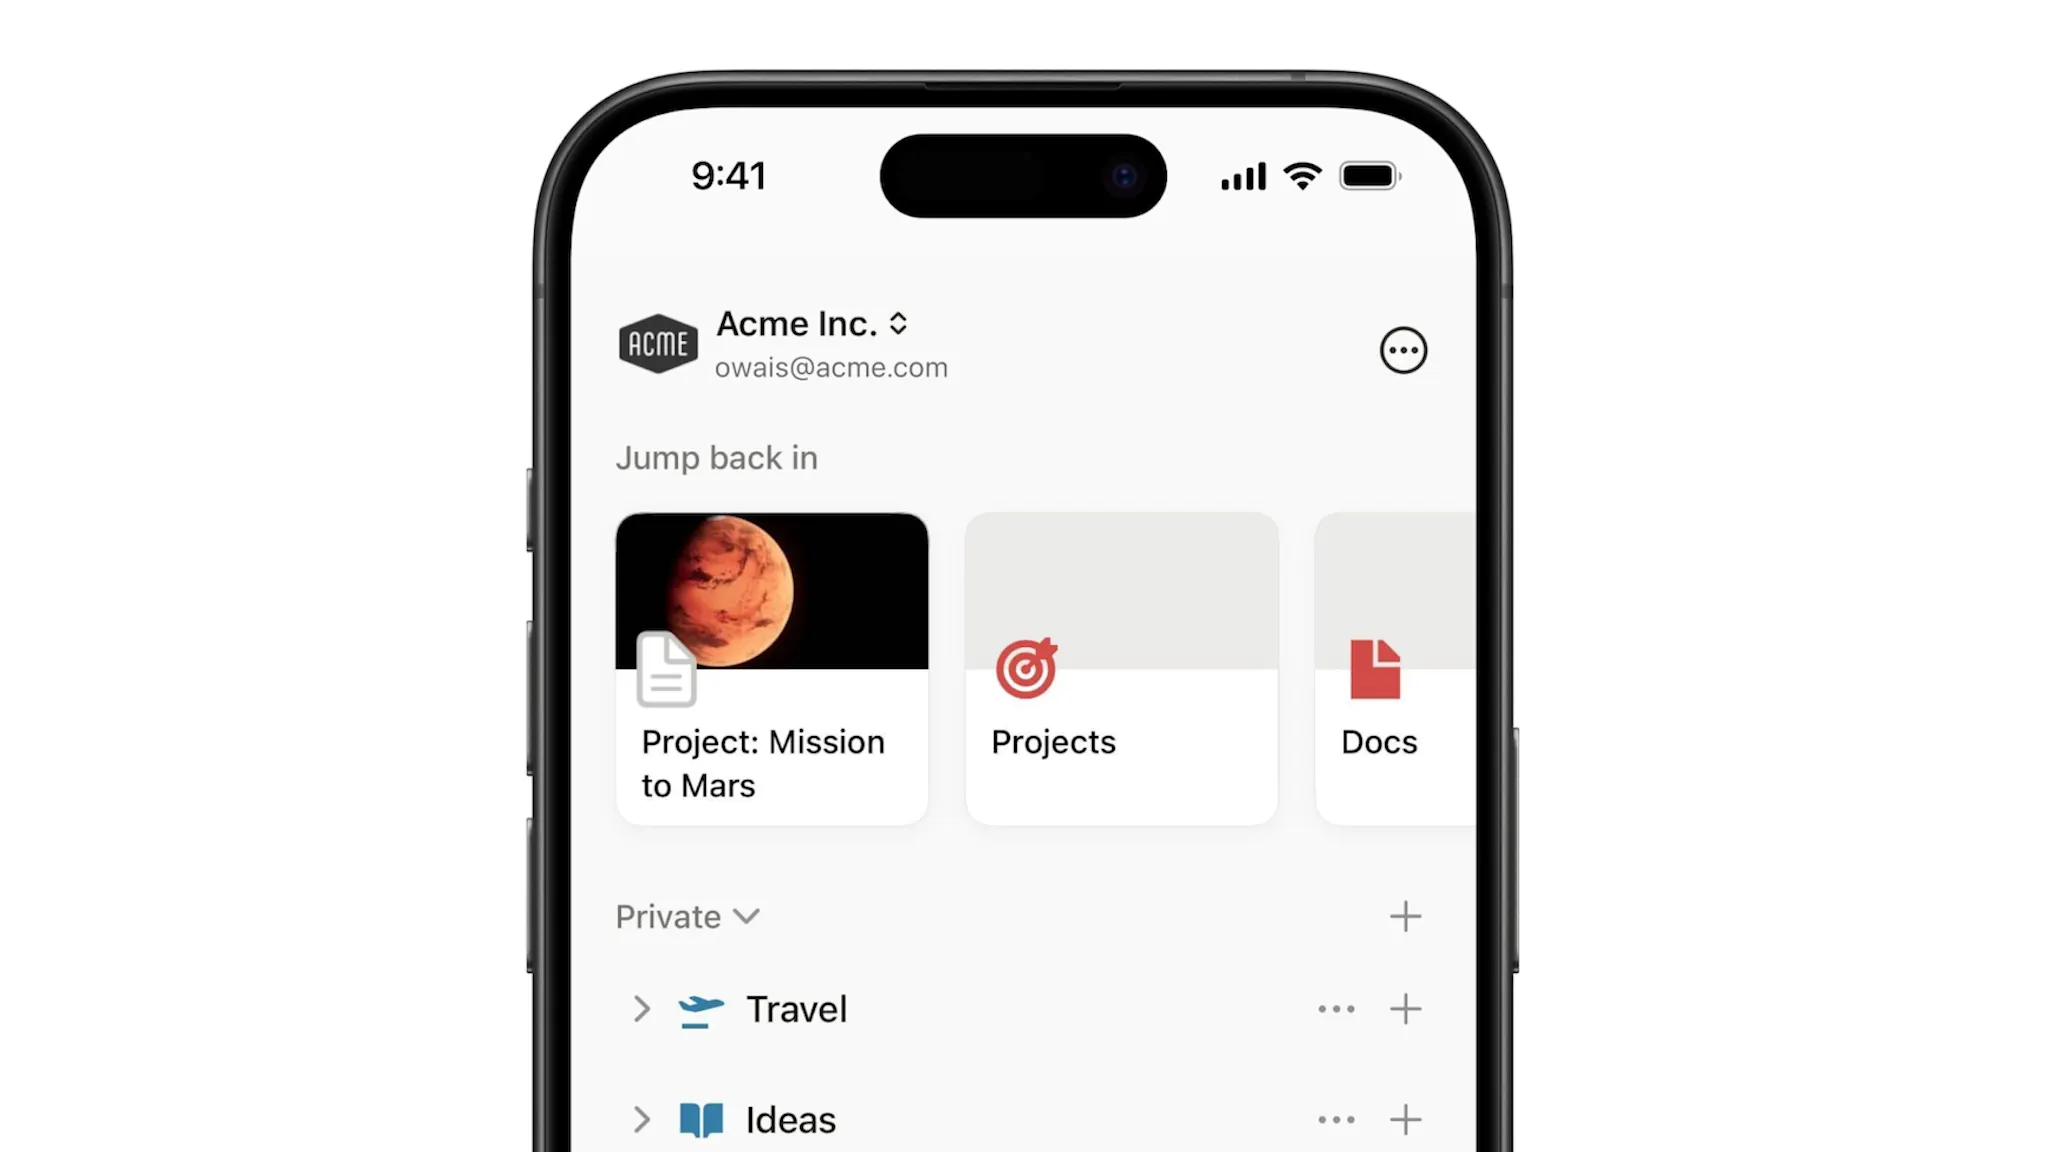 9:41
ACME
Acme Inc.
owais@acme.com
Jump back in
Project: Mission
to Mars
Projects
Docs
Private
Travel
Ideas